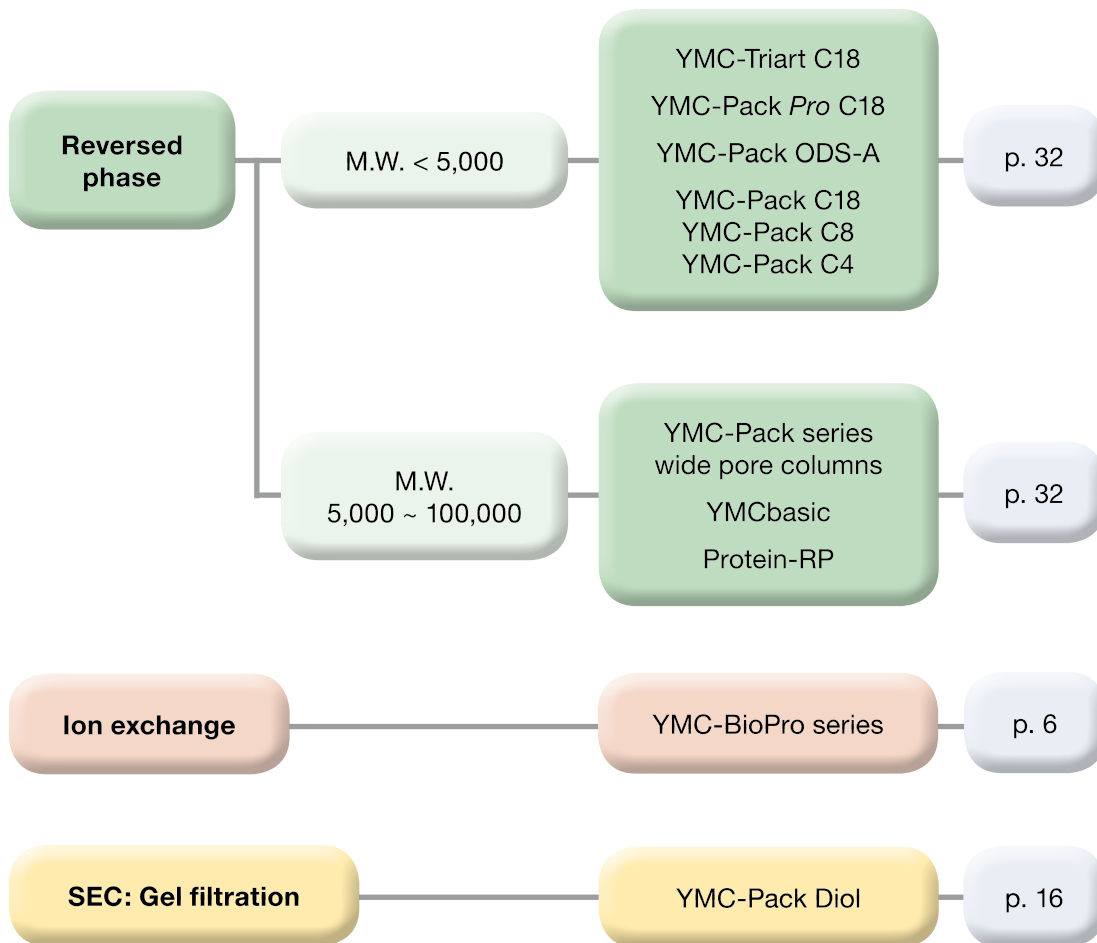 Reversed
phase
M.W. < 5,000
YMC-Triart C18
YMC-Pack Pro C18
YMC-Pack ODS-A
YMC-Pack C18
YMC-Pack C8
YMC-Pack C4
p. 32
M.W.
5,000 ~ 100,000
YMC-Pack series
wide pore columns
YMCbasic
Protein-RP
p. 32
Ion exchange
YMC-BioPro series
p. 6
SEC: Gel filtration
YMC-Pack Diol
p. 16